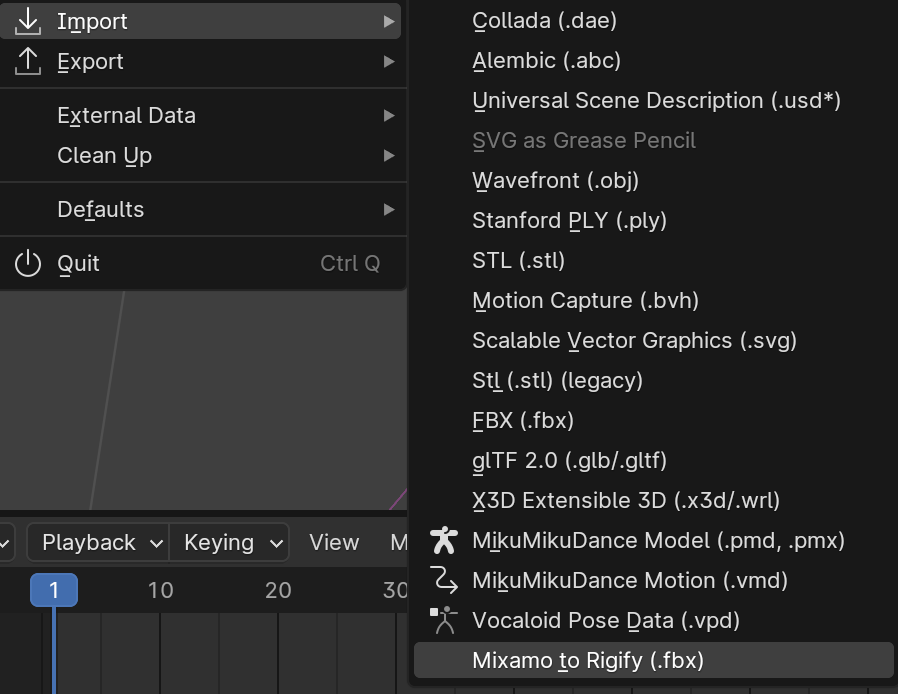 Import
Export
External Data
Clean Up
Defaults
Quit Ctrl Q
Collada (.dae)
Alembic (.abc)
Universal Scene Description (.usd*)
SVG as Grease Pencil
Wavefront (.obj)
Stanford PLY (.ply)
STL (.stl)
Motion Capture (.bvh)
Scalable Vector Graphics (.svg)
Stl (.stl) (legacy)
FBX (.fbx)
glTF 2.0 (.glb/.gltf)
X3D Extensible 3D (.x3d/.wrl)
MikuMikuDance Model (.pmd, .pmx)
MikuMikuDance Motion (.vmd)
Vocaloid Pose Data (.vpd)
Mixamo to Rigify (.fbx)
Playback Keying View M
1 10 20 30